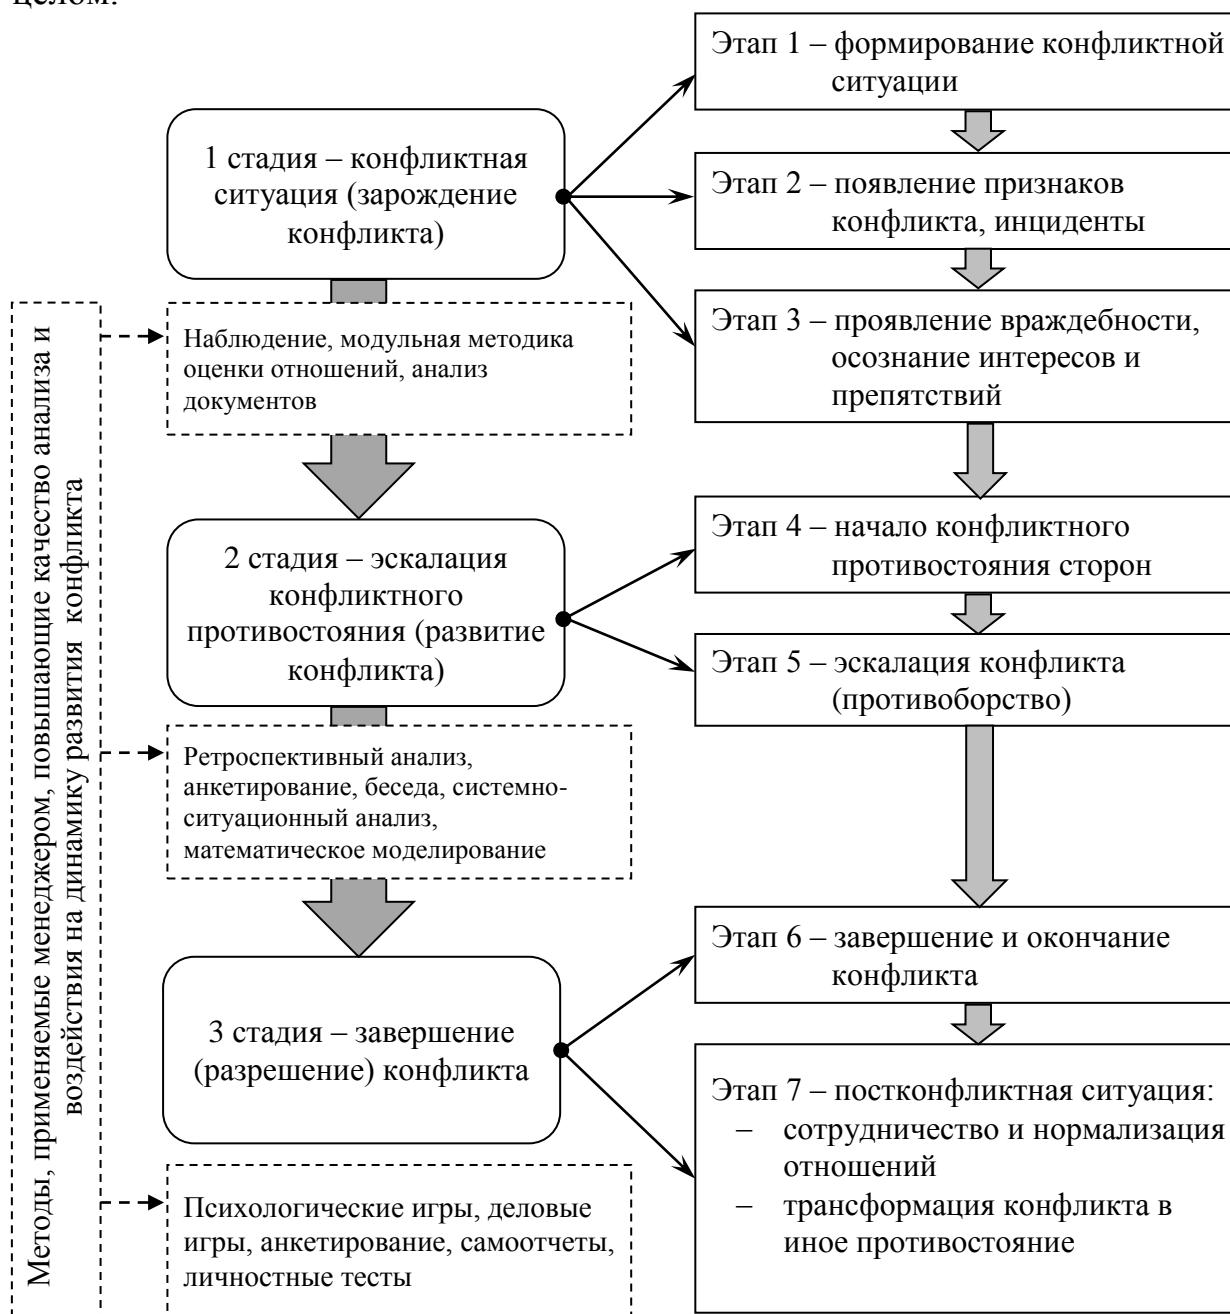 целом.
Этап 1 – формирование конфликтной
ситуации
1 стадия – конфликтная
ситуация (зарождение
конфликта)
Этап 2 – появление признаков
конфликта, инциденты
Этап 3 – проявление враждебности,
осознание интересов и
препятствий
Наблюдение, модульная методика
оценки отношений, анализ
документов
Методы, применяемые менеджером, повышающие качество анализа и
воздействия на динамику развития конфликта
2 стадия – эскалация
конфликтного
противостояния (развитие
конфликта)
Этап 4 – начало конфликтного
противостояния сторон
Этап 5 – эскалация конфликта
(противоборство)
Ретроспективный анализ,
анкетирование, беседа, системно-
ситуационный анализ,
математическое моделирование
3 стадия – завершение
(разрешение) конфликта
Этап 6 – завершение и окончание
конфликта
Этап 7 – постконфликтная ситуация:
– сотрудничество и нормализация
отношений
– трансформация конфликта в
иное противостояние
Психологические игры, деловые
игры, анкетирование, самоотчеты,
личностные тесты